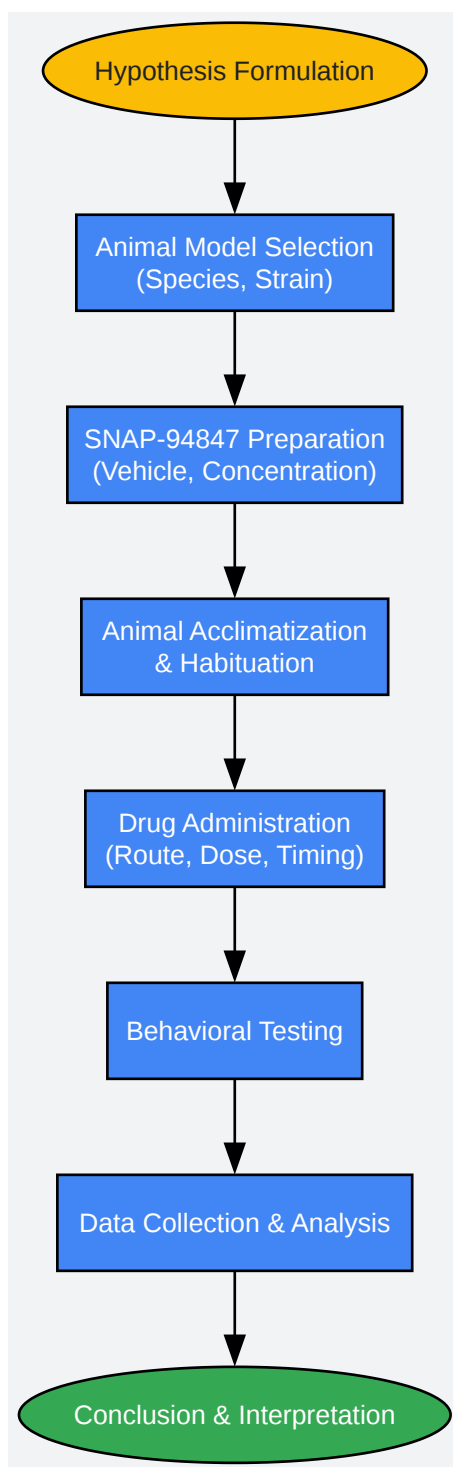 Hypothesis Formulation
Animal Model Selection
(Species, Strain)
SNAP-94847 Preparation
(Vehicle, Concentration)
Animal Acclimatization
& Habituation
Drug Administration
(Route, Dose, Timing)
Behavioral Testing
Data Collection & Analysis
Conclusion & Interpretation